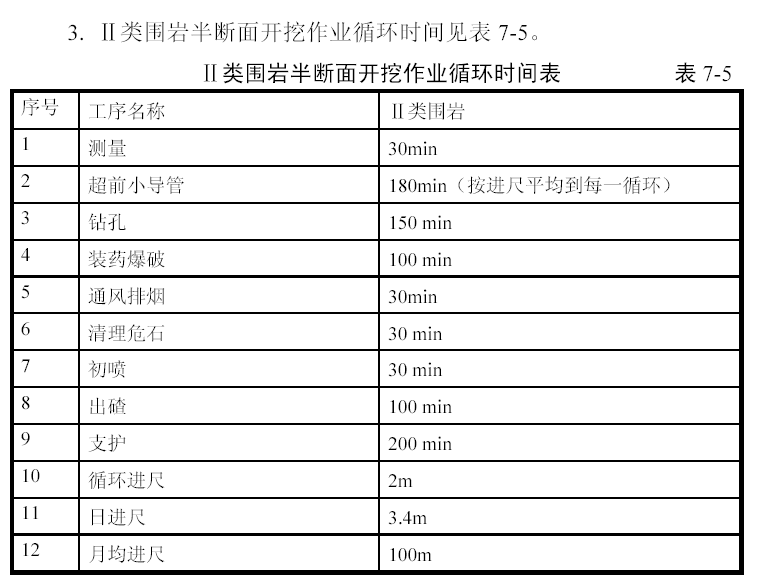 3. Ⅱ类围岩半断面开挖作业循环时间见表 7-5。
Ⅱ类围岩半断面开挖作业循环时间表 表 7-5
序号 工序名称 Ⅱ类围岩
1 测量 30min
2 超前小导管 180min（按进尺平均到每一循环）
3 钻孔 150 min
4 装药爆破 100 min
5 通风排烟 30min
6 清理危石 30 min
7 初喷 30 min
8 出碴 100 min
9 支护 200 min
10 循环进尺 2m
11 日进尺 3.4m
12 月均进尺 100m